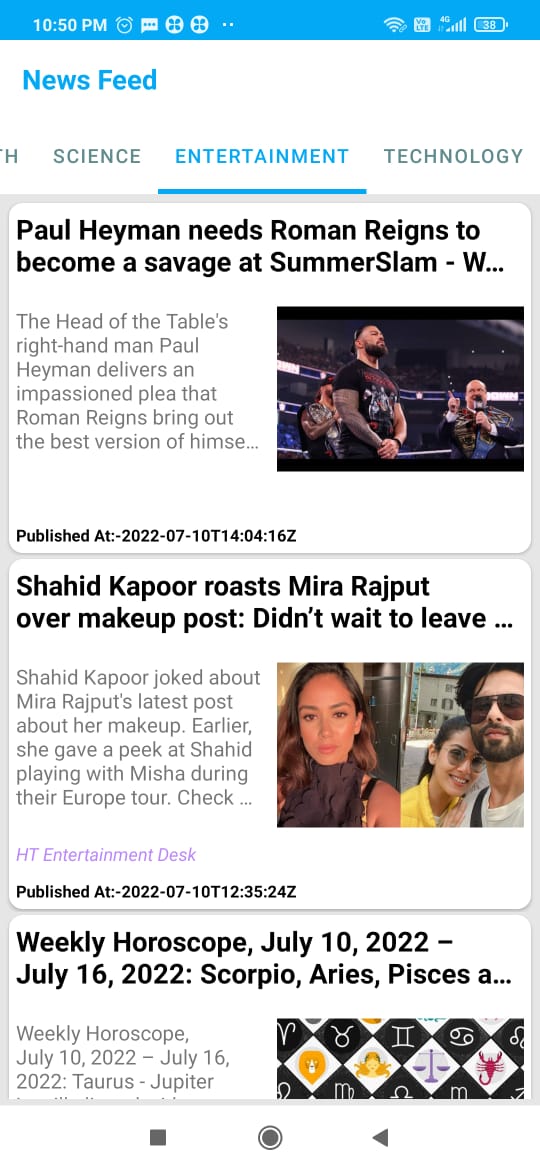 10:50 PM
Vo LTE
4G
38
News Feed
TH SCIENCE ENTERTAINMENT TECHNOLOGY
Paul Heyman needs Roman Reigns to
become a savage at SummerSlam - W...
The Head of the Table's
right-hand man Paul
Heyman delivers an
impassioned plea that
Roman Reigns bring out
the best version of himse...
Published At:-2022-07-10T14:04:16Z
Shahid Kapoor roasts Mira Rajput
over makeup post: Didn’t wait to leave ...
Shahid Kapoor joked about
Mira Rajput's latest post
about her makeup. Earlier,
she gave a peek at Shahid
playing with Misha during
their Europe tour. Check ...
HT Entertainment Desk
Published At:-2022-07-10T12:35:24Z
Weekly Horoscope, July 10, 2022 –
July 16, 2022: Scorpio, Aries, Pisces a...
Weekly Horoscope,
July 10, 2022 – July 16,
2022: Taurus - Jupiter